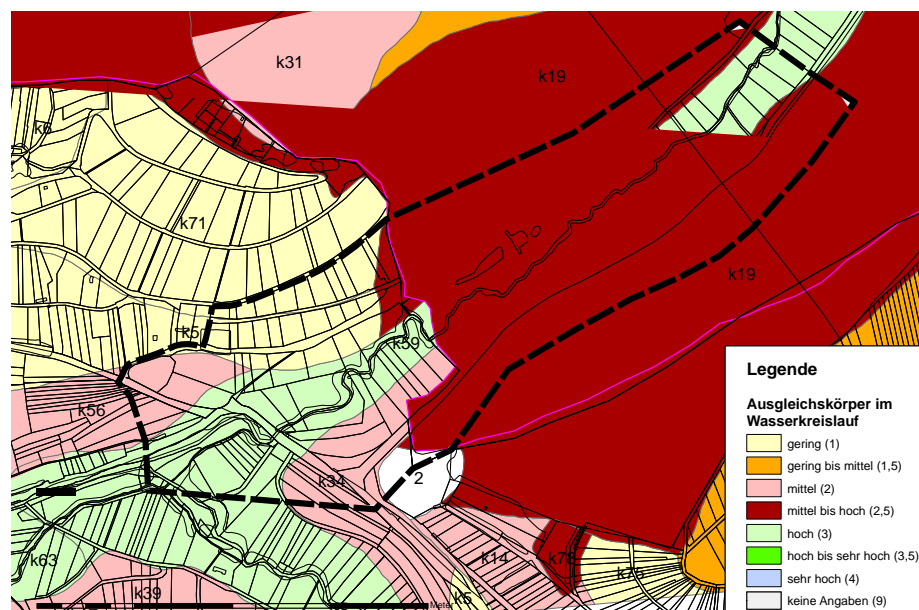 k31
k19
k6
k71
k19
k5
k59
k56
2
k34
k14
k78
k63
k39
k5
Meter
Legende
Ausgleichskörper im
Wasserkreislauf
gering (1)
gering bis mittel (1,5)
mittel (2)
mittel bis hoch (2,5)
hoch (3)
hoch bis sehr hoch (3,5)
sehr hoch (4)
keine Angaben (9)